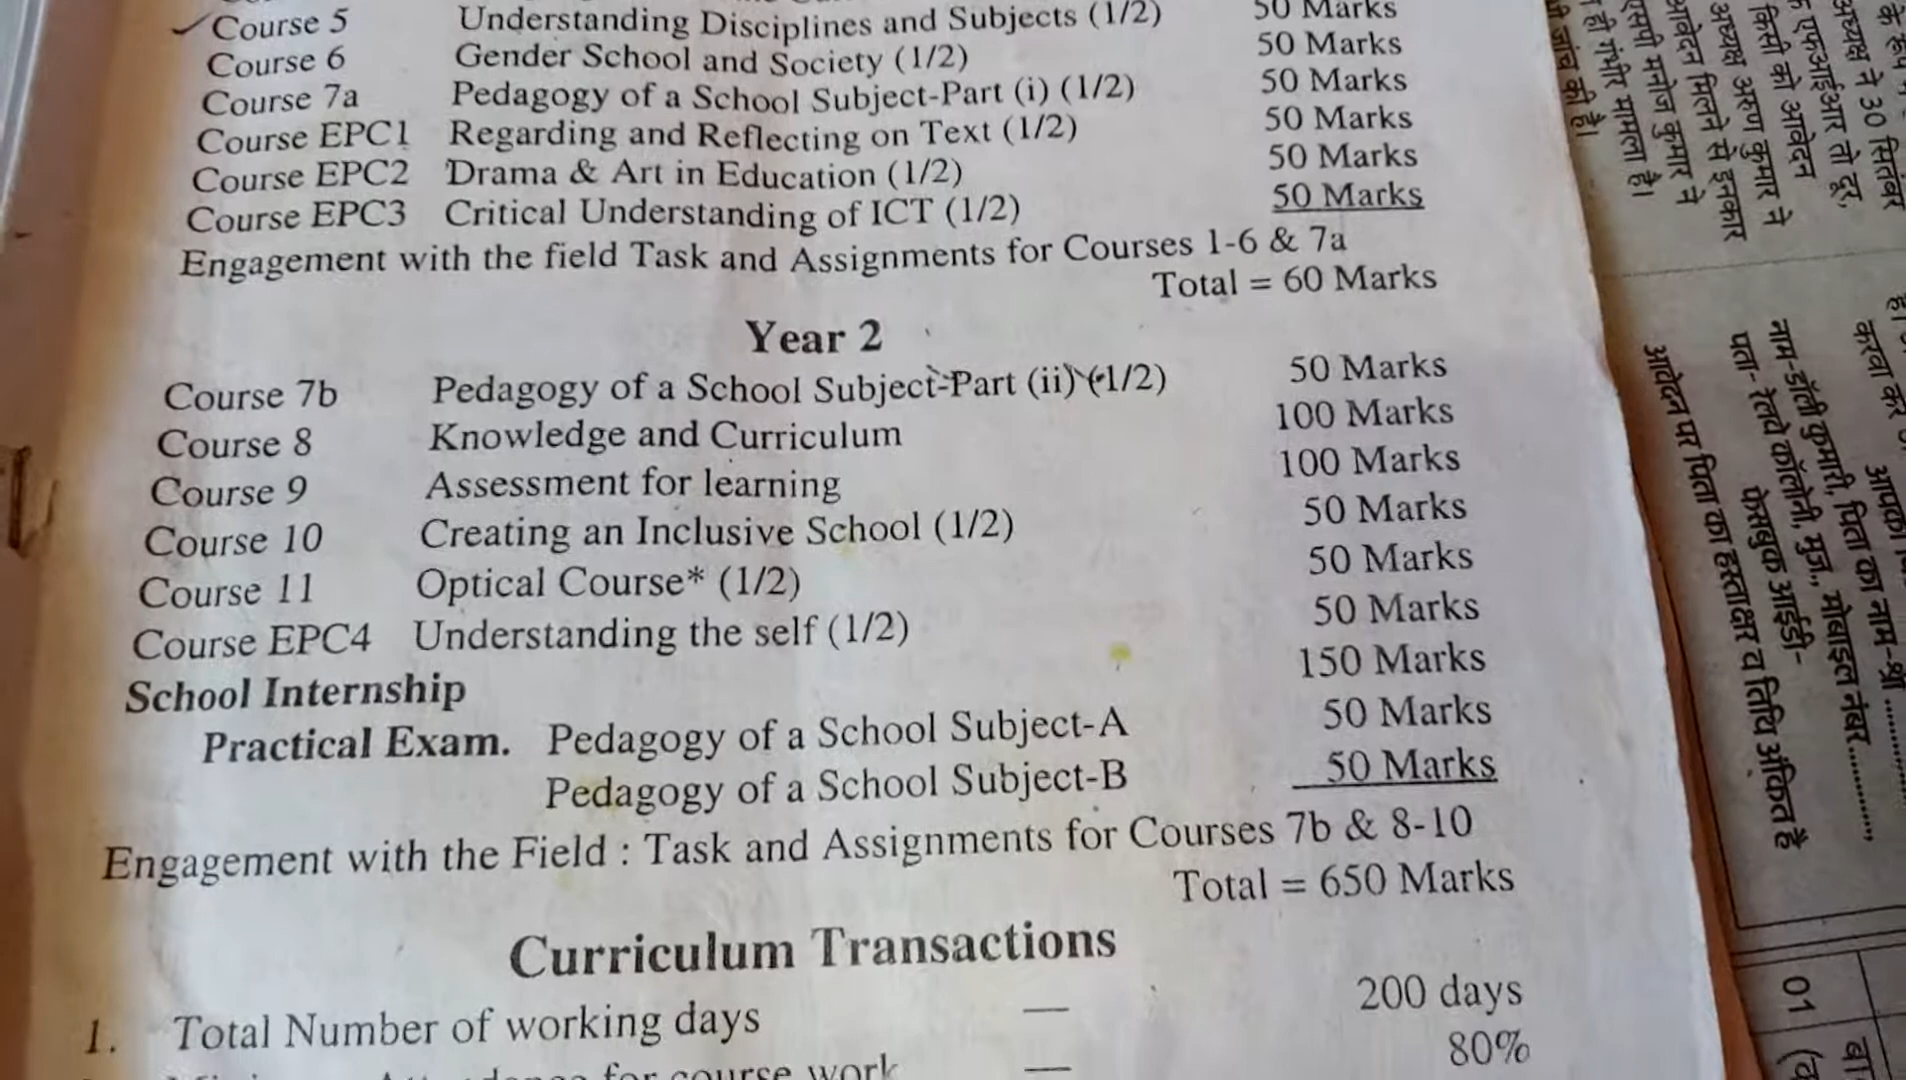 Course 5 Understanding Disciplines and Subjects (1/2) 50 Marks
Course 6 Gender School and Society (1/2) 50 Marks
Course 7a Pedagogy of a School Subject-Part (i) (1/2) 50 Marks
Course EPC1 Regarding and Reflecting on Text (1/2) 50 Marks
Course EPC2 Drama & Art in Education (1/2) 50 Marks
Course EPC3 Critical Understanding of ICT (1/2) 50 Marks
Engagement with the field Task and Assignments for Courses 1-6 & 7a
Total = 60 Marks
Year 2
Course 7b Pedagogy of a School Subject-Part (ii) (1/2) 50 Marks
Course 8 Knowledge and Curriculum 100 Marks
Course 9 Assessment for learning 100 Marks
Course 10 Creating an Inclusive School (1/2) 50 Marks
Course 11 Optical Course* (1/2) 50 Marks
Course EPC4 Understanding the self (1/2) 50 Marks
School Internship 150 Marks
Practical Exam. Pedagogy of a School Subject-A 50 Marks
Pedagogy of a School Subject-B 50 Marks
Engagement with the Field : Task and Assignments for Courses 7b & 8-10
Total = 650 Marks
Curriculum Transactions
1. Total Number of working days — 200 days
for course work — 80%
के
अध्यक्ष ने 30 सितंबर
एफआईआर तो दूर,
किसी को आवेदन
अध्यक्ष अरुण कुमार ने
आवेदन मिलने से इनकार
एसपी मनोज कुमार ने
ही गंभीर मामला है।
जांच की है।
करवा कर
आपका
नाम-डॉली कुमारी, पिता का नाम-श्री
पता- रेलवे कॉलोनी, मुज., मोबाइल नंबर
फेसबुक आईडी-
आवेदन पर पिता का हस्ताक्षर व तिथि अंकित है
01